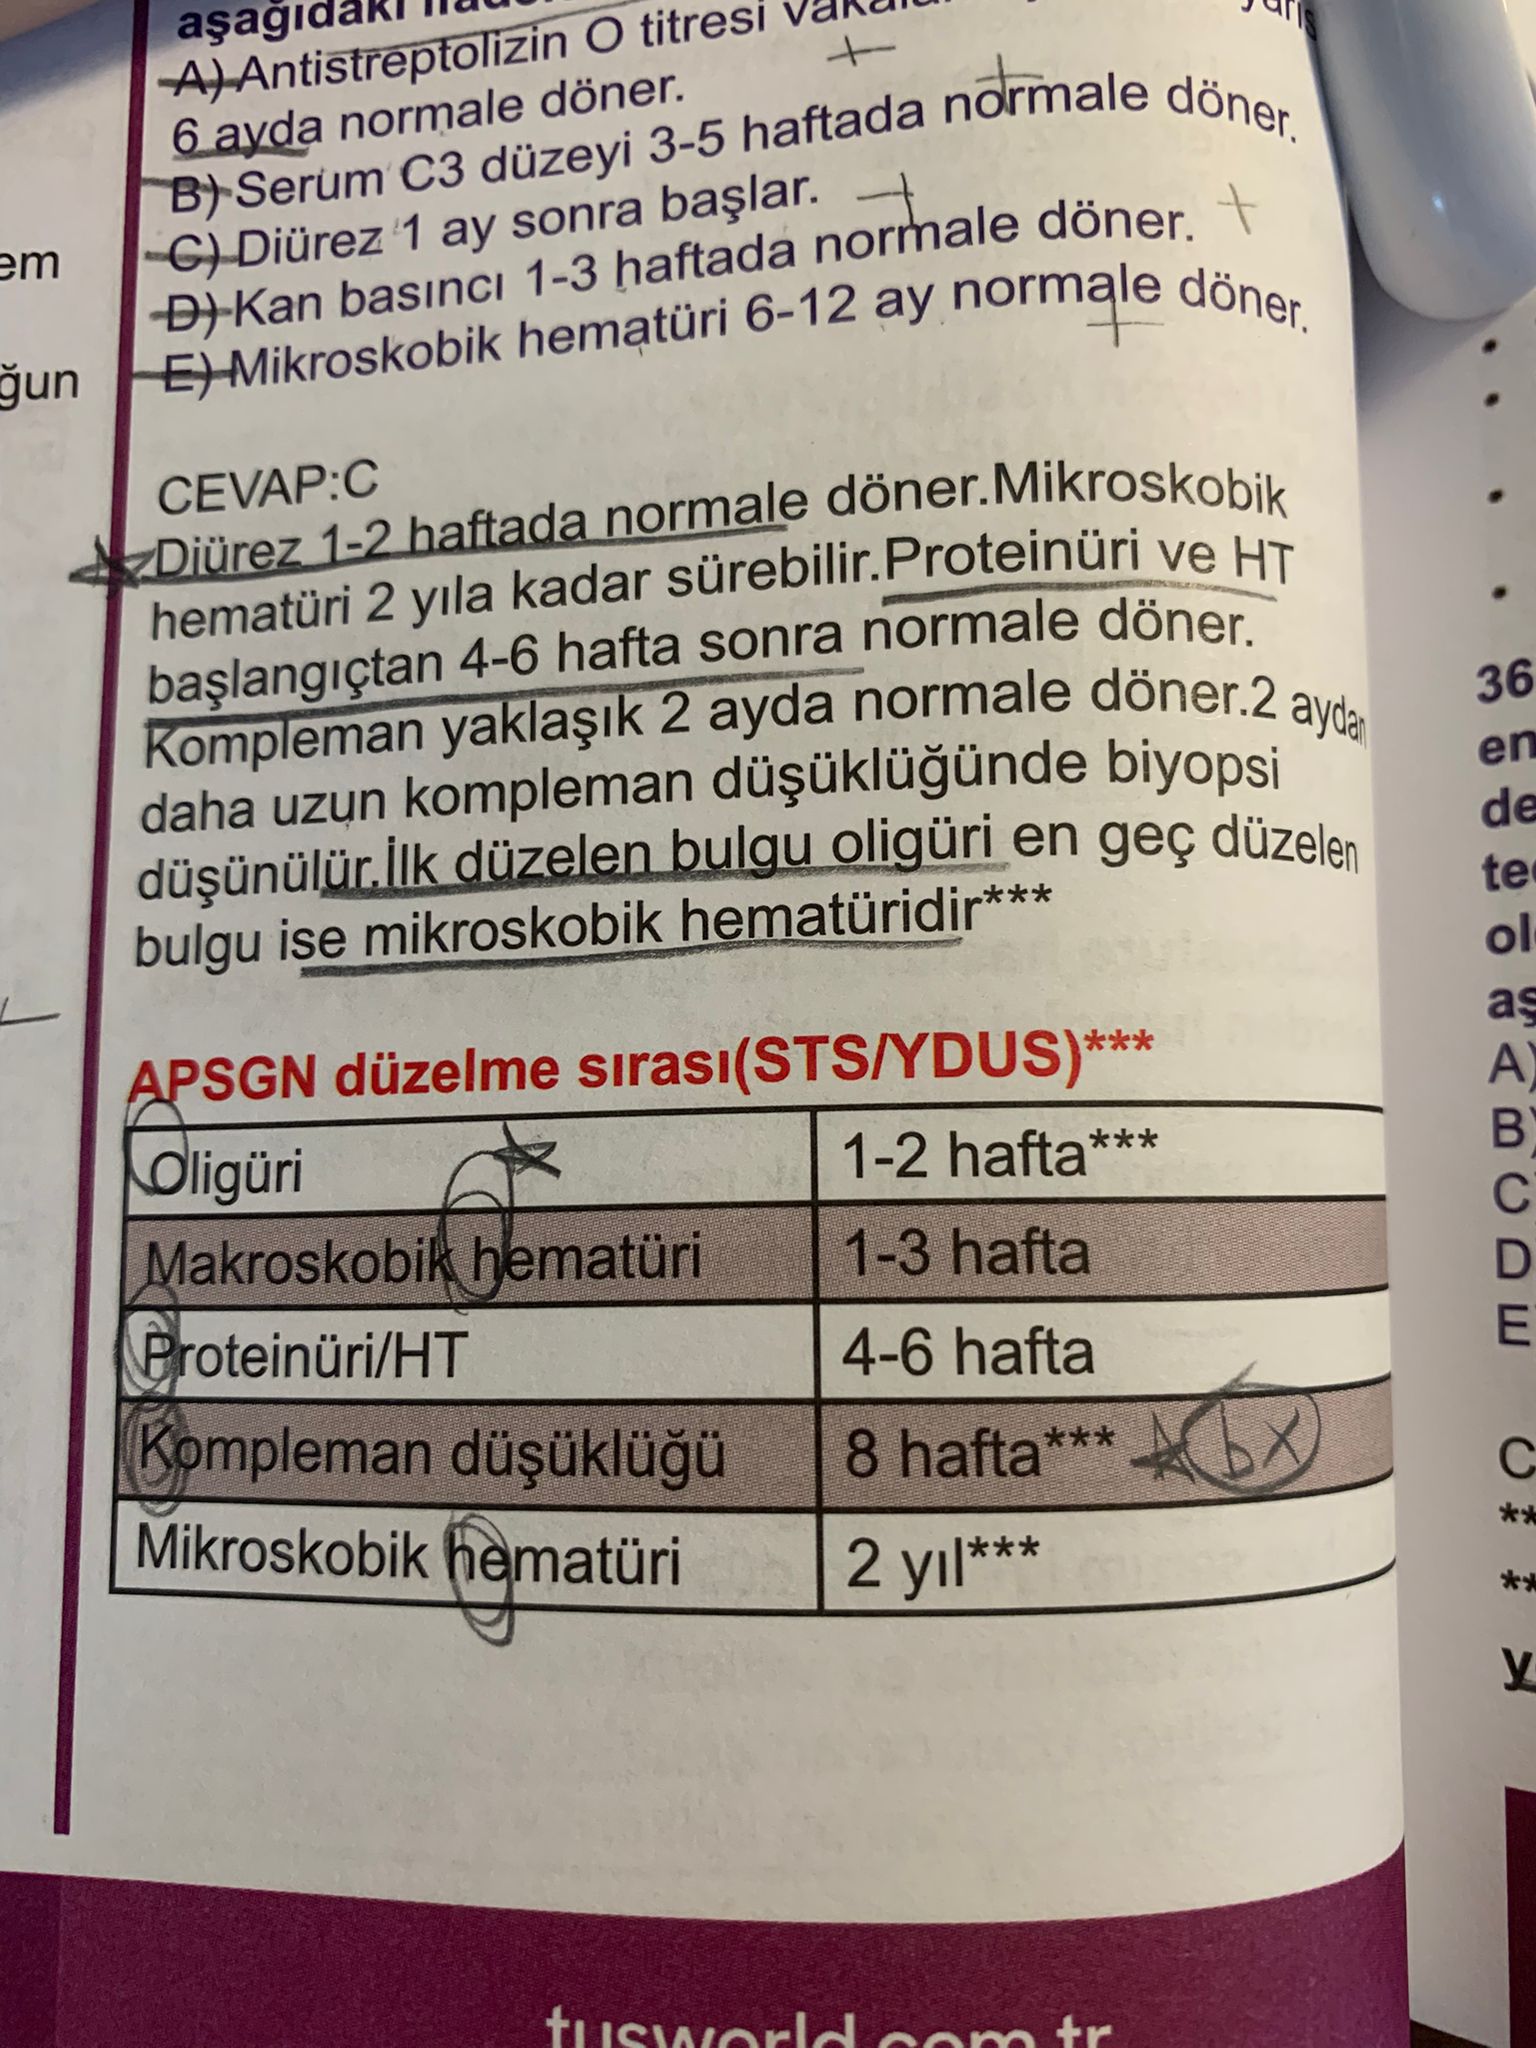 aşağıdaki
A) Antistreptolizin O titresi
6 ayda normale döner.
B) Serum C3 düzeyi 3-5 haftada normale döner.
C) Diürez 1 ay sonra başlar.
D) Kan basıncı 1-3 haftada normale döner.
E) Mikroskobik hematüri 6-12 ay normale döner.
CEVAP:C
Diürez 1-2 haftada normale döner.Mikroskobik
hematüri 2 yıla kadar sürebilir.Proteinüri ve HT
başlangıçtan 4-6 hafta sonra normale döner.
Kompleman yaklaşık 2 ayda normale döner.2 aydan
daha uzun kompleman düşüklüğünde biyopsi
düşünülür.İlk düzelen bulgu oligüri en geç düzelen
bulgu ise mikroskobik hematüridir***
APSGN düzelme sırası(STS/YDUS)***
Oligüri 1-2 hafta***
Makroskobik hematüri 1-3 hafta
Proteinüri/HT 4-6 hafta
Kompleman düşüklüğü 8 hafta*** bx
Mikroskobik hematüri 2 yıl***
tusworld.com.tr
em
ğun
36
en
de
ol
aş
A)
B)
C
D
E
C
**
**
y